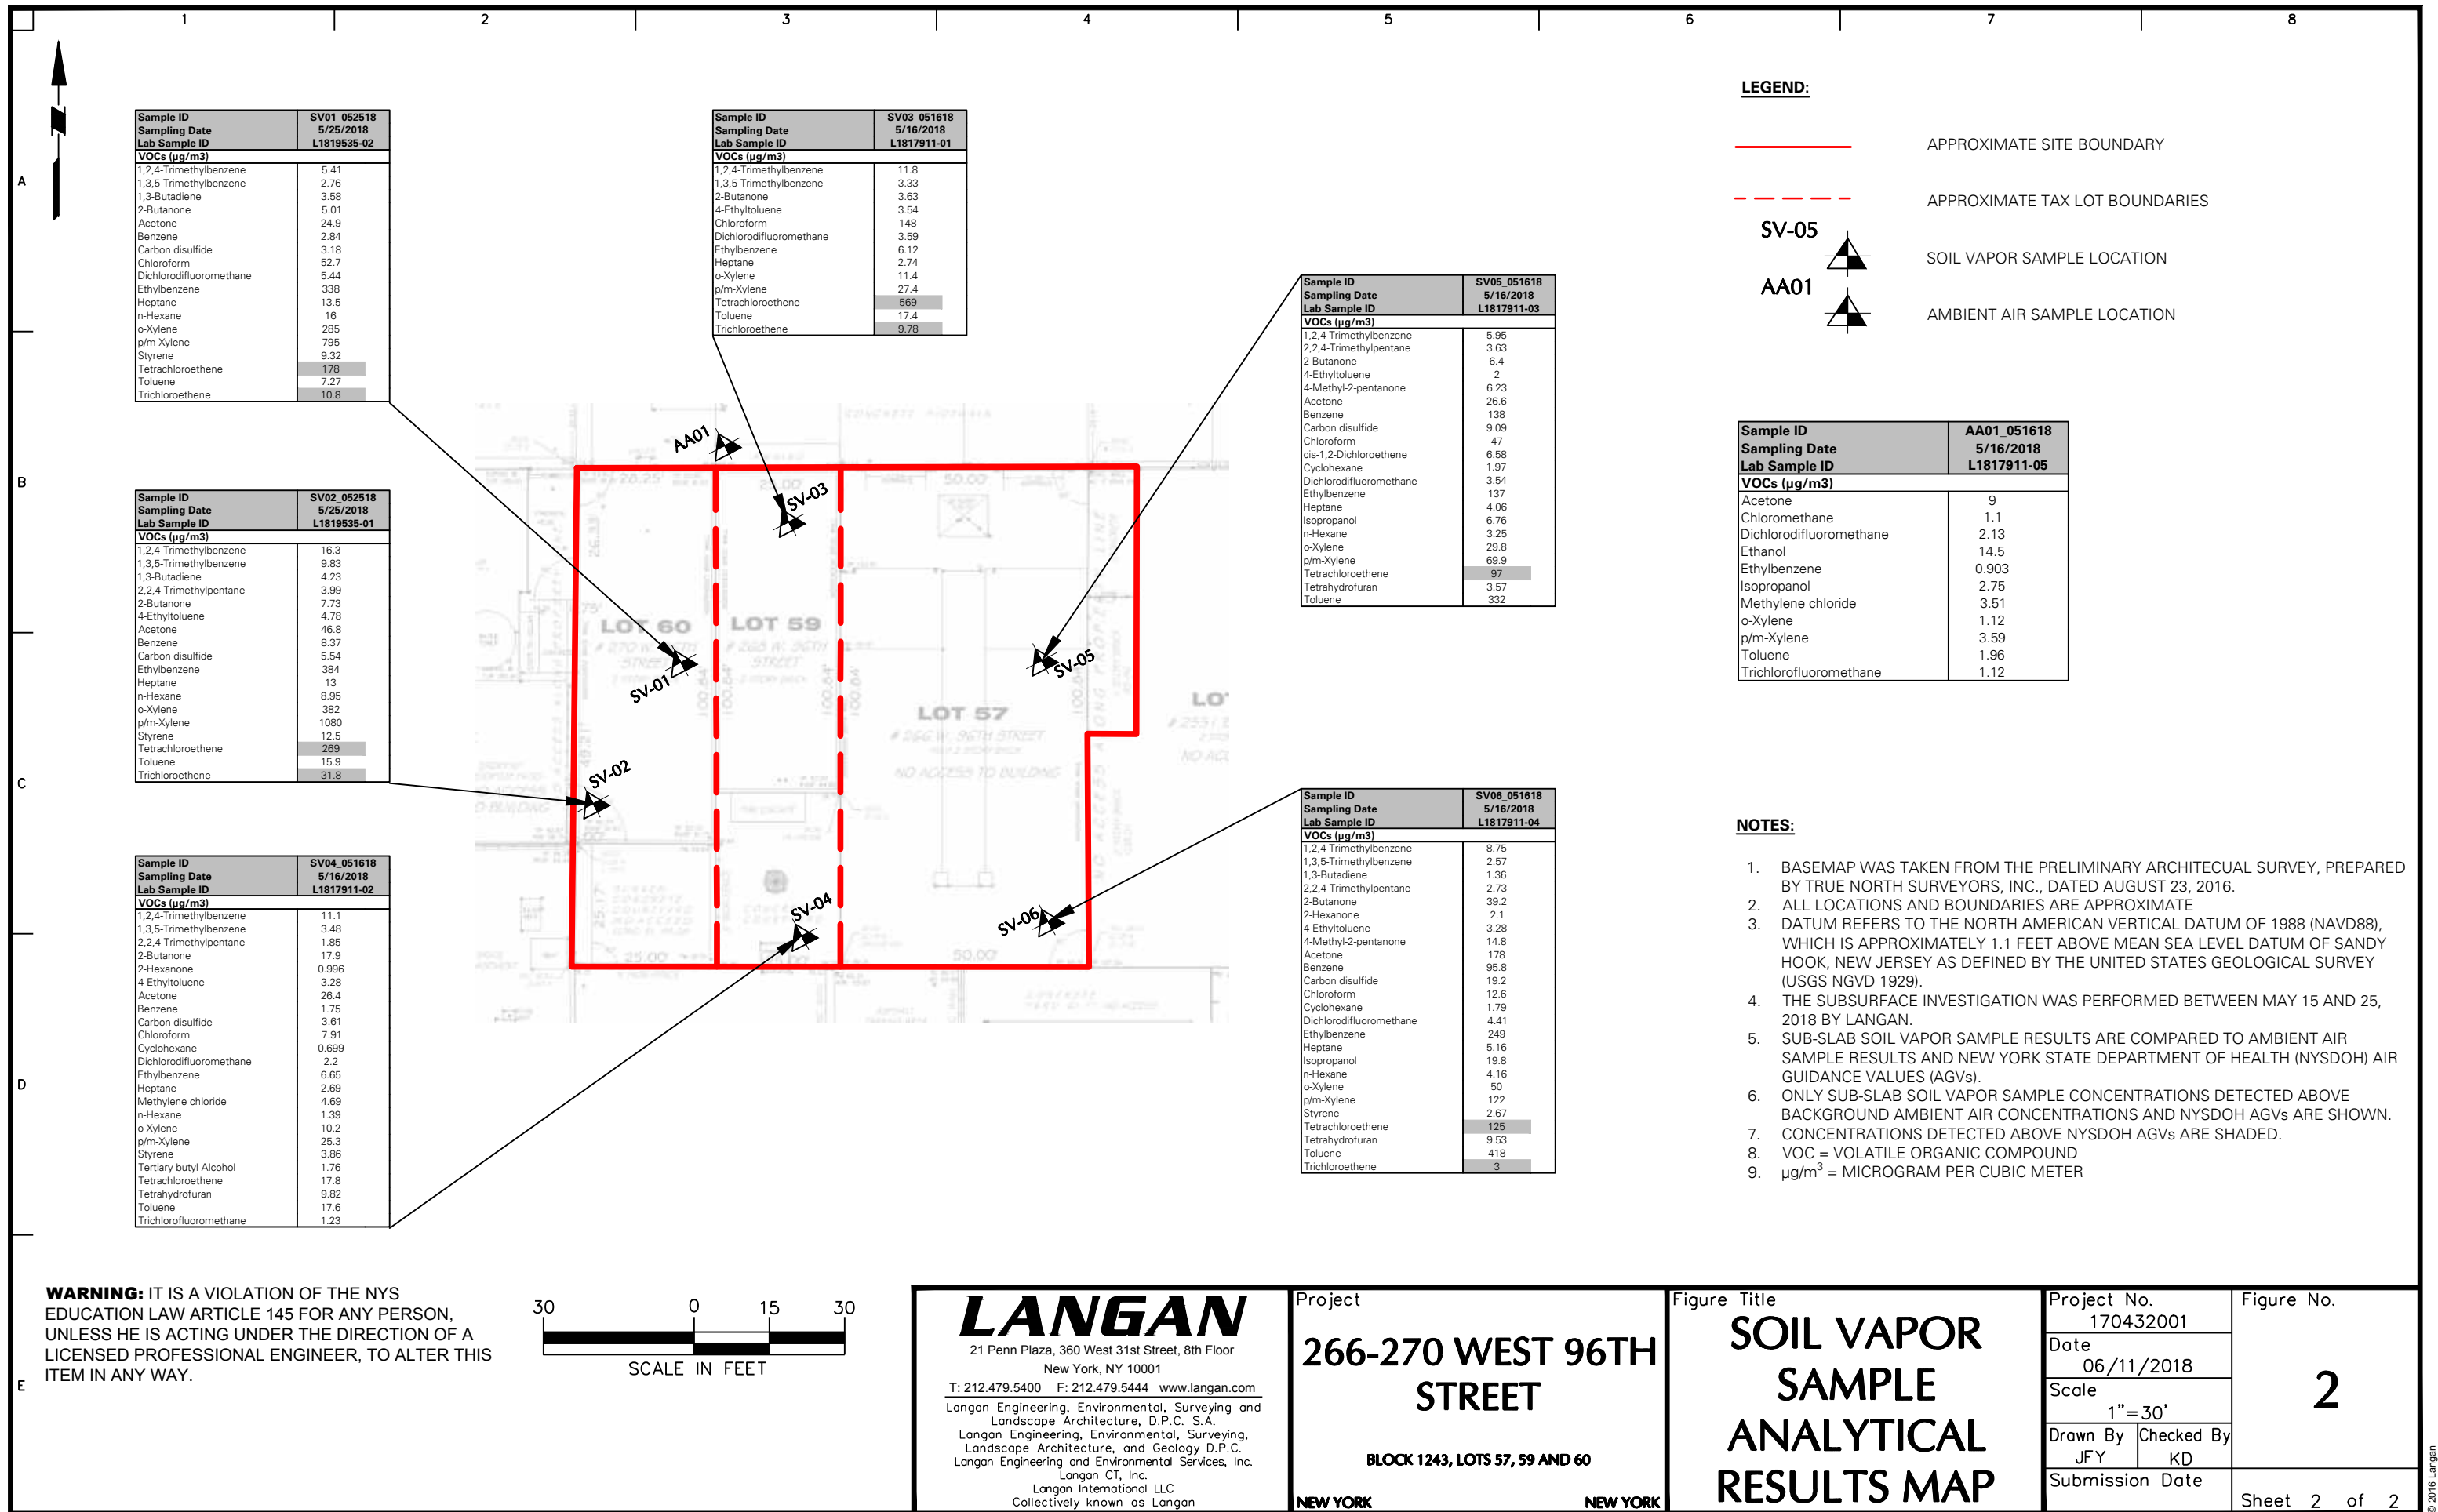 1 2 3 4 5 6 7 8
A
B
C
D
E
N
Sample ID SV01_052518
Sampling Date 5/25/2018
Lab Sample ID L1819535-02
VOCs (µg/m3)
1,2,4-Trimethylbenzene 5.41
1,3,5-Trimethylbenzene 2.76
1,3-Butadiene 3.58
2-Butanone 5.01
Acetone 24.9
Benzene 2.84
Carbon disulfide 3.18
Chloroform 52.7
Dichlorodifluoromethane 5.44
Ethylbenzene 338
Heptane 13.5
n-Hexane 16
o-Xylene 285
p/m-Xylene 795
Styrene 9.32
Tetrachloroethene 178
Toluene 7.27
Trichloroethene 10.8
Sample ID SV02_052518
Sampling Date 5/25/2018
Lab Sample ID L1819535-01
VOCs (µg/m3)
1,2,4-Trimethylbenzene 16.3
1,3,5-Trimethylbenzene 9.83
1,3-Butadiene 4.23
2,2,4-Trimethylpentane 3.99
2-Butanone 7.73
4-Ethyltoluene 4.78
Acetone 46.8
Benzene 8.37
Carbon disulfide 5.54
Ethylbenzene 384
Heptane 13
n-Hexane 8.95
o-Xylene 382
p/m-Xylene 1080
Styrene 12.5
Tetrachloroethene 269
Toluene 15.9
Trichloroethene 31.8
Sample ID SV04_051618
Sampling Date 5/16/2018
Lab Sample ID L1817911-02
VOCs (µg/m3)
1,2,4-Trimethylbenzene 11.1
1,3,5-Trimethylbenzene 3.48
2,2,4-Trimethylpentane 1.85
2-Butanone 17.9
2-Hexanone 0.996
4-Ethyltoluene 3.28
Acetone 26.4
Benzene 1.75
Carbon disulfide 3.61
Chloroform 7.91
Cyclohexane 0.699
Dichlorodifluoromethane 2.2
Ethylbenzene 6.65
Heptane 2.69
Methylene chloride 4.69
n-Hexane 1.39
o-Xylene 10.2
p/m-Xylene 25.3
Styrene 3.86
Tertiary butyl Alcohol 1.76
Tetrachloroethene 17.8
Tetrahydrofuran 9.82
Toluene 17.6
Trichlorofluoromethane 1.23
Sample ID SV03_051618
Sampling Date 5/16/2018
Lab Sample ID L1817911-01
VOCs (µg/m3)
1,2,4-Trimethylbenzene 11.8
1,3,5-Trimethylbenzene 3.33
2-Butanone 3.63
4-Ethyltoluene 3.54
Chloroform 148
Dichlorodifluoromethane 3.59
Ethylbenzene 6.12
Heptane 2.74
o-Xylene 11.4
p/m-Xylene 27.4
Tetrachloroethene 569
Toluene 17.4
Trichloroethene 9.78
Sample ID SV05_051618
Sampling Date 5/16/2018
Lab Sample ID L1817911-03
VOCs (µg/m3)
1,2,4-Trimethylbenzene 5.95
2,2,4-Trimethylpentane 3.63
2-Butanone 6.4
4-Ethyltoluene 2
4-Methyl-2-pentanone 6.23
Acetone 26.6
Benzene 138
Carbon disulfide 9.09
Chloroform 47
cis-1,2-Dichloroethene 6.58
Cyclohexane 1.97
Dichlorodifluoromethane 3.54
Ethylbenzene 137
Heptane 4.06
Isopropanol 6.76
n-Hexane 3.25
o-Xylene 29.8
p/m-Xylene 69.9
Tetrachloroethene 97
Tetrahydrofuran 3.57
Toluene 332
Sample ID SV06_051618
Sampling Date 5/16/2018
Lab Sample ID L1817911-04
VOCs (µg/m3)
1,2,4-Trimethylbenzene 8.75
1,3,5-Trimethylbenzene 2.57
1,3-Butadiene 1.36
2,2,4-Trimethylpentane 2.73
2-Butanone 39.2
2-Hexanone 2.1
4-Ethyltoluene 3.28
4-Methyl-2-pentanone 14.8
Acetone 178
Benzene 95.8
Carbon disulfide 19.2
Chloroform 12.6
Cyclohexane 1.79
Dichlorodifluoromethane 4.41
Ethylbenzene 249
Heptane 5.16
Isopropanol 19.8
n-Hexane 4.16
o-Xylene 50
p/m-Xylene 122
Styrene 2.67
Tetrachloroethene 125
Tetrahydrofuran 9.53
Toluene 418
Trichloroethene 3
AA01
SV-03
SV-01
SV-05
SV-02
SV-04
SV-06
CONCRETE SIDEWALK
26.25'
25.00'
50.00'
26.33'
LOT 60
# 270 W. 96TH
STREET
LOT 59
# 268 W. 96TH
STREET
100.84'
100.84'
100.84'
100.84'
LOT 57
# 266 W. 96TH STREET
NO ACCESS TO BUILDING
NO ACCESS ALONG PROPERTY LINE
25.17'
25.00'
50.00'
LEGEND:
APPROXIMATE SITE BOUNDARY
APPROXIMATE TAX LOT BOUNDARIES
SV-05
SOIL VAPOR SAMPLE LOCATION
AA01
AMBIENT AIR SAMPLE LOCATION
Sample ID AA01_051618
Sampling Date 5/16/2018
Lab Sample ID L1817911-05
VOCs (µg/m3)
Acetone 9
Chloromethane 1.1
Dichlorodifluoromethane 2.13
Ethanol 14.5
Ethylbenzene 0.903
Isopropanol 2.75
Methylene chloride 3.51
o-Xylene 1.12
p/m-Xylene 3.59
Toluene 1.96
Trichlorofluoromethane 1.12
NOTES:
1. BASEMAP WAS TAKEN FROM THE PRELIMINARY ARCHITECUAL SURVEY, PREPARED
BY TRUE NORTH SURVEYORS, INC., DATED AUGUST 23, 2016.
2. ALL LOCATIONS AND BOUNDARIES ARE APPROXIMATE
3. DATUM REFERS TO THE NORTH AMERICAN VERTICAL DATUM OF 1988 (NAVD88),
WHICH IS APPROXIMATELY 1.1 FEET ABOVE MEAN SEA LEVEL DATUM OF SANDY
HOOK, NEW JERSEY AS DEFINED BY THE UNITED STATES GEOLOGICAL SURVEY
(USGS NGVD 1929).
4. THE SUBSURFACE INVESTIGATION WAS PERFORMED BETWEEN MAY 15 AND 25,
2018 BY LANGAN.
5. SUB-SLAB SOIL VAPOR SAMPLE RESULTS ARE COMPARED TO AMBIENT AIR
SAMPLE RESULTS AND NEW YORK STATE DEPARTMENT OF HEALTH (NYSDOH) AIR
GUIDANCE VALUES (AGVs).
6. ONLY SUB-SLAB SOIL VAPOR SAMPLE CONCENTRATIONS DETECTED ABOVE
BACKGROUND AMBIENT AIR CONCENTRATIONS AND NYSDOH AGVs ARE SHOWN.
7. CONCENTRATIONS DETECTED ABOVE NYSDOH AGVs ARE SHADED.
8. VOC = VOLATILE ORGANIC COMPOUND
9. µg/m³ = MICROGRAM PER CUBIC METER
WARNING: IT IS A VIOLATION OF THE NYS
EDUCATION LAW ARTICLE 145 FOR ANY PERSON,
UNLESS HE IS ACTING UNDER THE DIRECTION OF A
LICENSED PROFESSIONAL ENGINEER, TO ALTER THIS
ITEM IN ANY WAY.
30 0 15 30
SCALE IN FEET
LANGAN
21 Penn Plaza, 360 West 31st Street, 8th Floor
New York, NY 10001
T: 212.479.5400 F: 212.479.5444 www.langan.com
Langan Engineering, Environmental, Surveying and
Landscape Architecture, D.P.C. S.A.
Langan Engineering, Environmental, Surveying,
Landscape Architecture, and Geology D.P.C.
Langan Engineering and Environmental Services, Inc.
Langan CT, Inc.
Langan International LLC
Collectively known as Langan
Project
266-270 WEST 96TH
STREET
BLOCK 1243, LOTS 57, 59 AND 60
NEW YORK NEW YORK
Figure Title
SOIL VAPOR
SAMPLE
ANALYTICAL
RESULTS MAP
Project No.
170432001
Date
06/11/2018
Scale
1"=30'
Drawn By Checked By
JFY KD
Submission Date
Figure No.
2
Sheet 2 of 2
© 2016 Langan